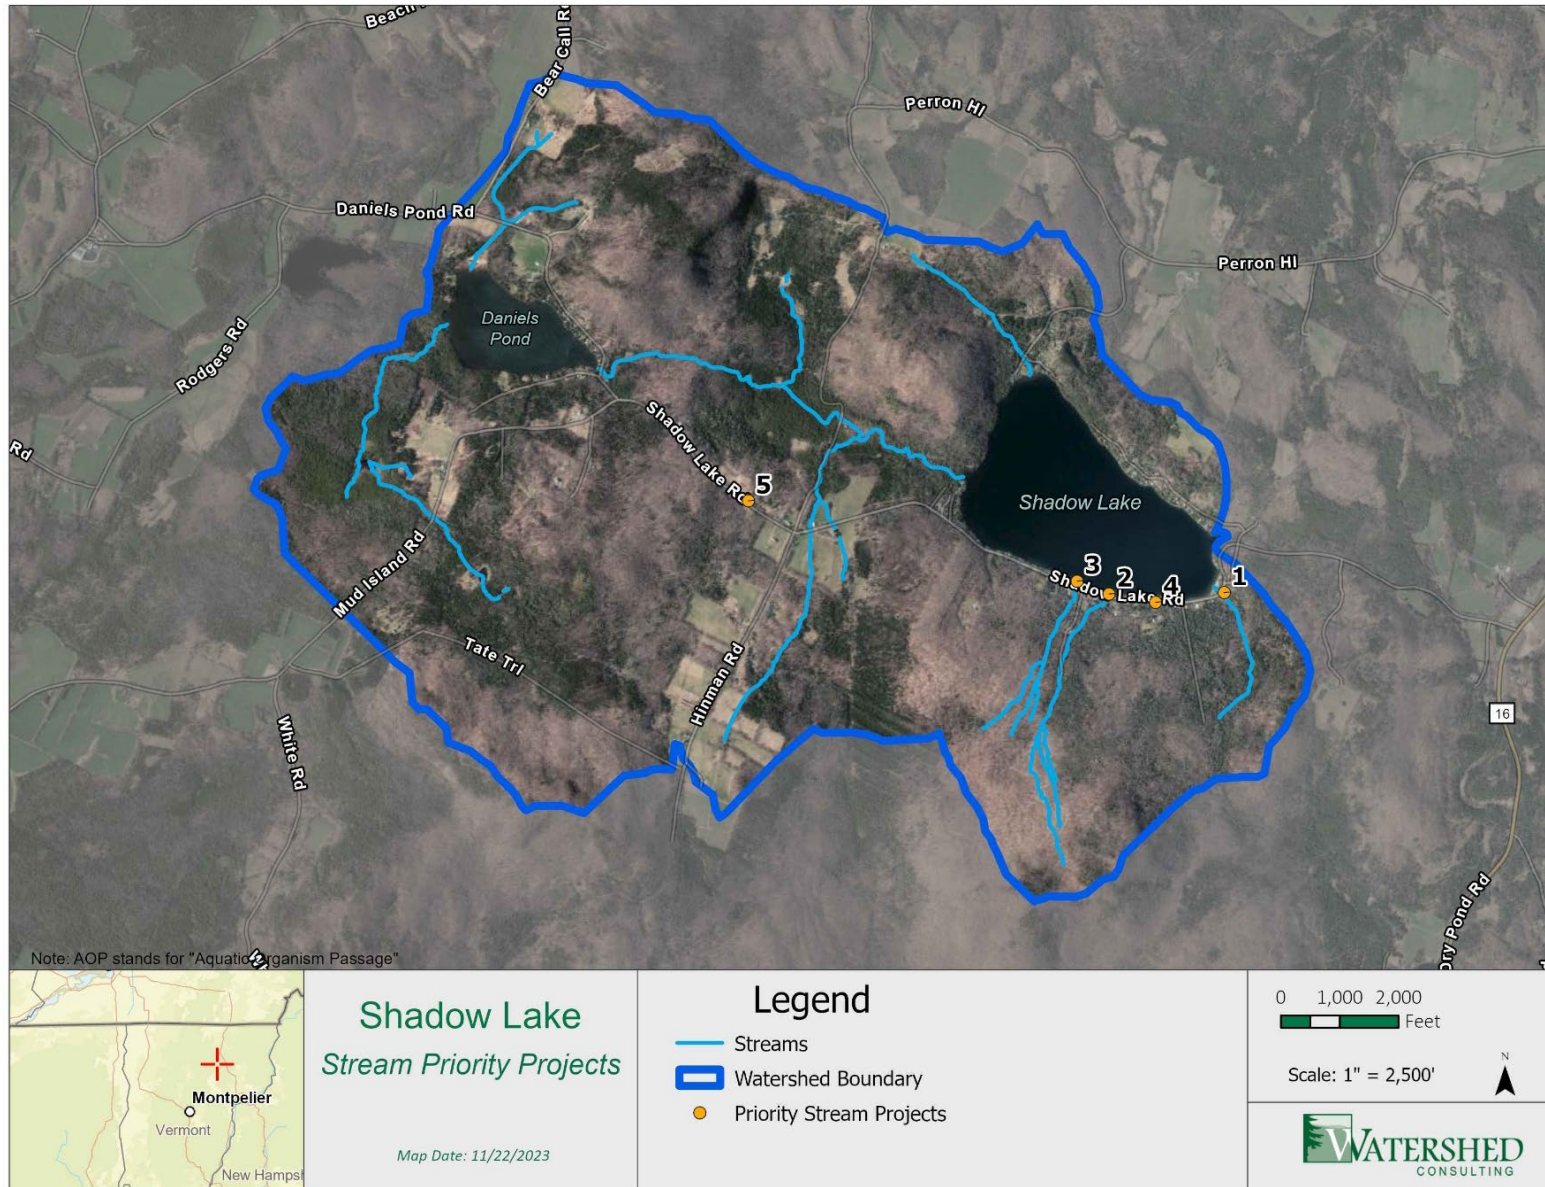 Beach
Bear Call Rd
Perron Hl
Daniels Pond Rd
Perron Hl
Daniels
Pond
Rodgers Rd
Shadow Lake Rd
Rd
5
Shadow Lake
Mud Island Rd
3
2
4
1
Shadow Lake Rd
Tate Trl
Hinman Rd
16
White Rd
Dry Pond Rd
Note: AOP stands for "Aquatic Organism Passage"
Shadow Lake
Stream Priority Projects
Map Date: 11/22/2023
Montpelier
Vermont
New Hampsh
Legend
Streams
Watershed Boundary
Priority Stream Projects
0 1,000 2,000
Feet
Scale: 1" = 2,500'
N
WATERSHED
CONSULTING